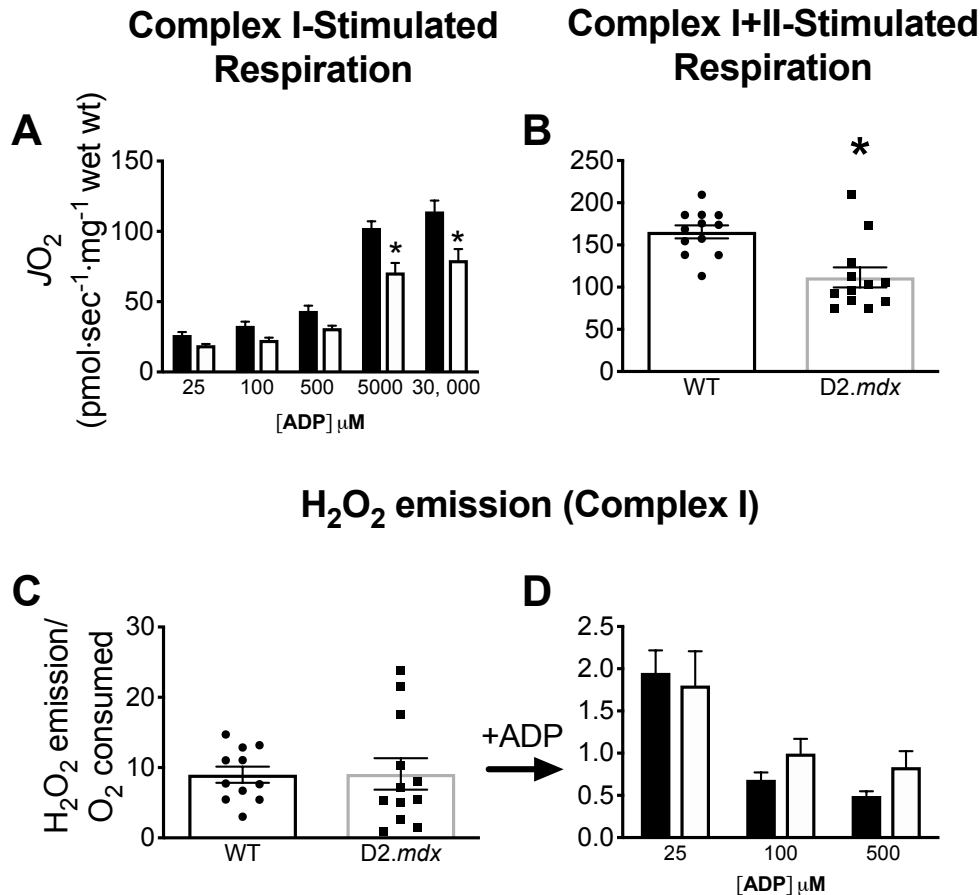 Complex I-Stimulated
Respiration
Complex I+II-Stimulated
Respiration
A
JO₂
(pmol·sec⁻¹·mg⁻¹ wet wt)
150
100
50
0
* *
25 100 500 5000 30, 000
[ADP] µM
B
250
200
150
100
50
0
*
WT D2.mdx
H₂O₂ emission (Complex I)
C
H₂O₂ emission/
O₂ consumed
30
20
10
0
WT D2.mdx
+ADP
D
2.5
2.0
1.5
1.0
0.5
0.0
25 100 500
[ADP] µM